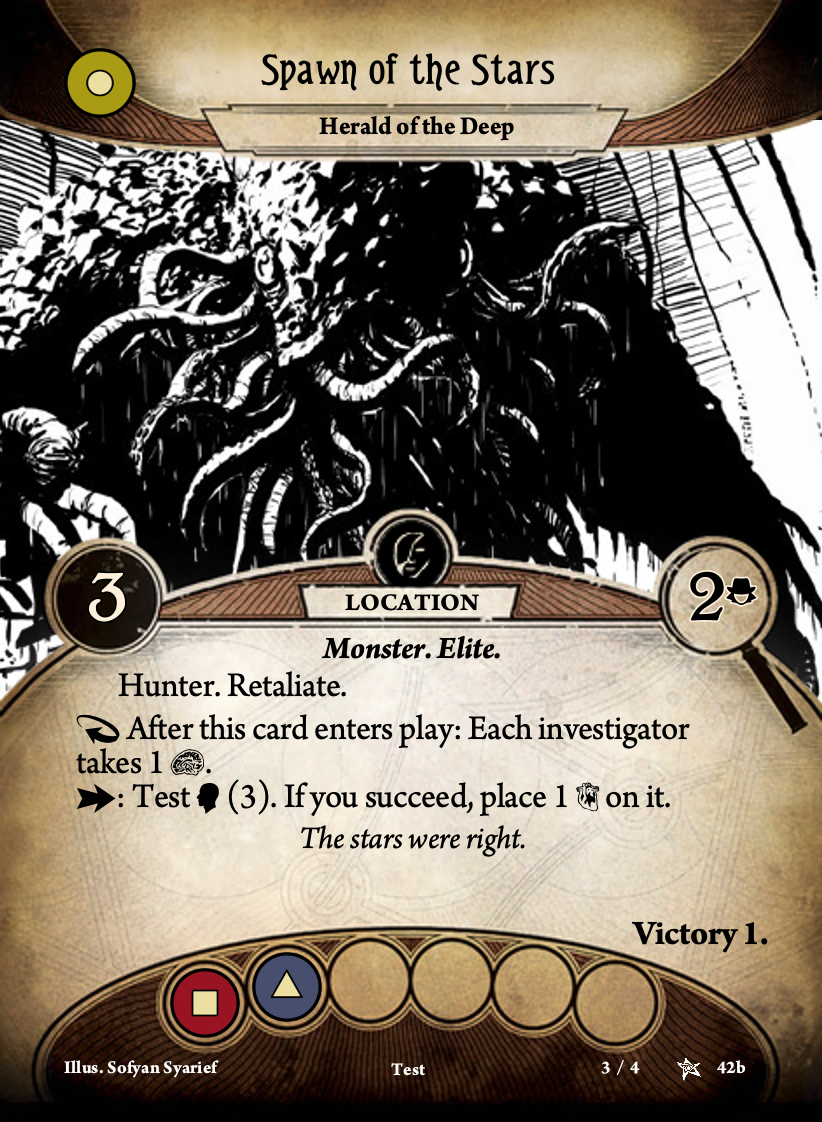 Spawn of the Stars
Herald of the Deep
3
2
LOCATION
Monster. Elite.
Hunter. Retaliate.
After this card enters play: Each investigator
takes 1 .
: Test (3). If you succeed, place 1 on it.
The stars were right.
Victory 1.
Illus. Sofyan Syarief
Test
3 / 4
42b